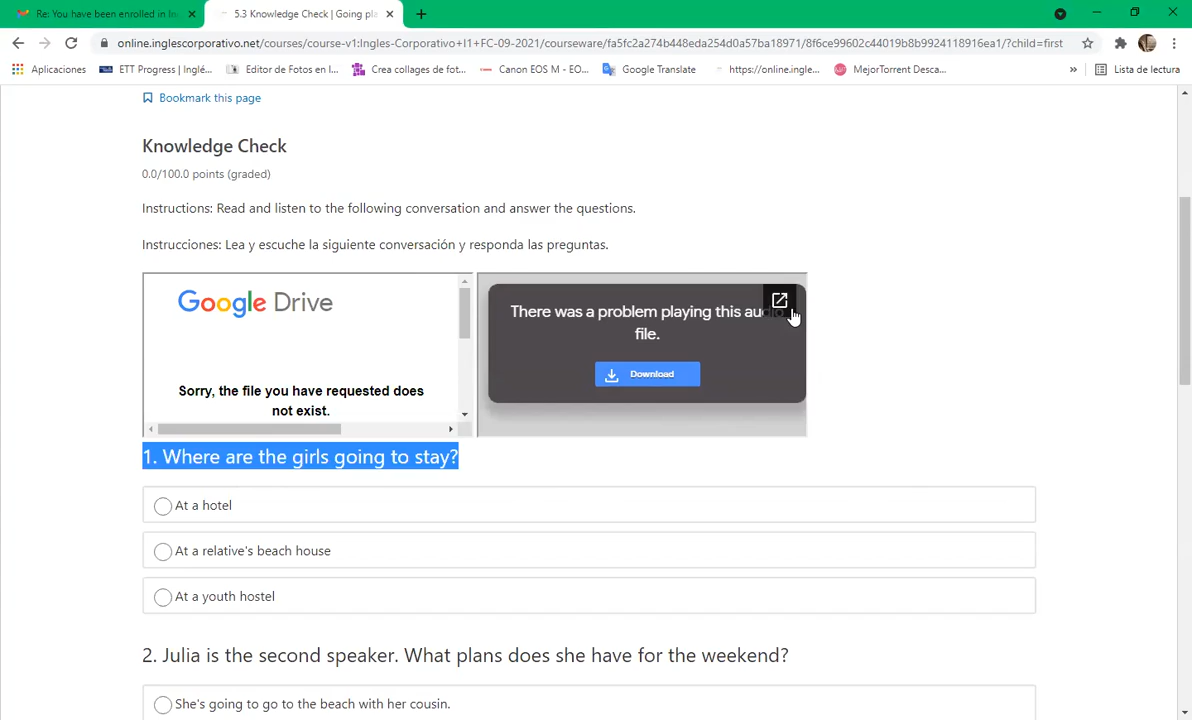 Re: You have been enrolled in In
5.3 Knowledge Check | Going pla
online.inglescorporativo.net/courses/course-v1:Ingles-Corporativo+I1+FC-09-2021/courseware/fa5fc2a274b448eda254d0a57ba18971/8f6ce99602c44019b8b9924118916ea1/?child=first
Aplicaciones
ETT Progress | Inglé...
Editor de Fotos en l...
Crea collages de fot...
Canon EOS M - EO...
Google Translate
https://online.ingle...
MejorTorrent Desca...
»
Lista de lectura
Bookmark this page
Knowledge Check
0.0/100.0 points (graded)
Instructions: Read and listen to the following conversation and answer the questions.
Instrucciones: Lea y escuche la siguiente conversación y responda las preguntas.
Google Drive
Sorry, the file you have requested does
not exist.
There was a problem playing this audio
file.
Download
1. Where are the girls going to stay?
At a hotel
At a relative's beach house
At a youth hostel
2. Julia is the second speaker. What plans does she have for the weekend?
She's going to go to the beach with her cousin.